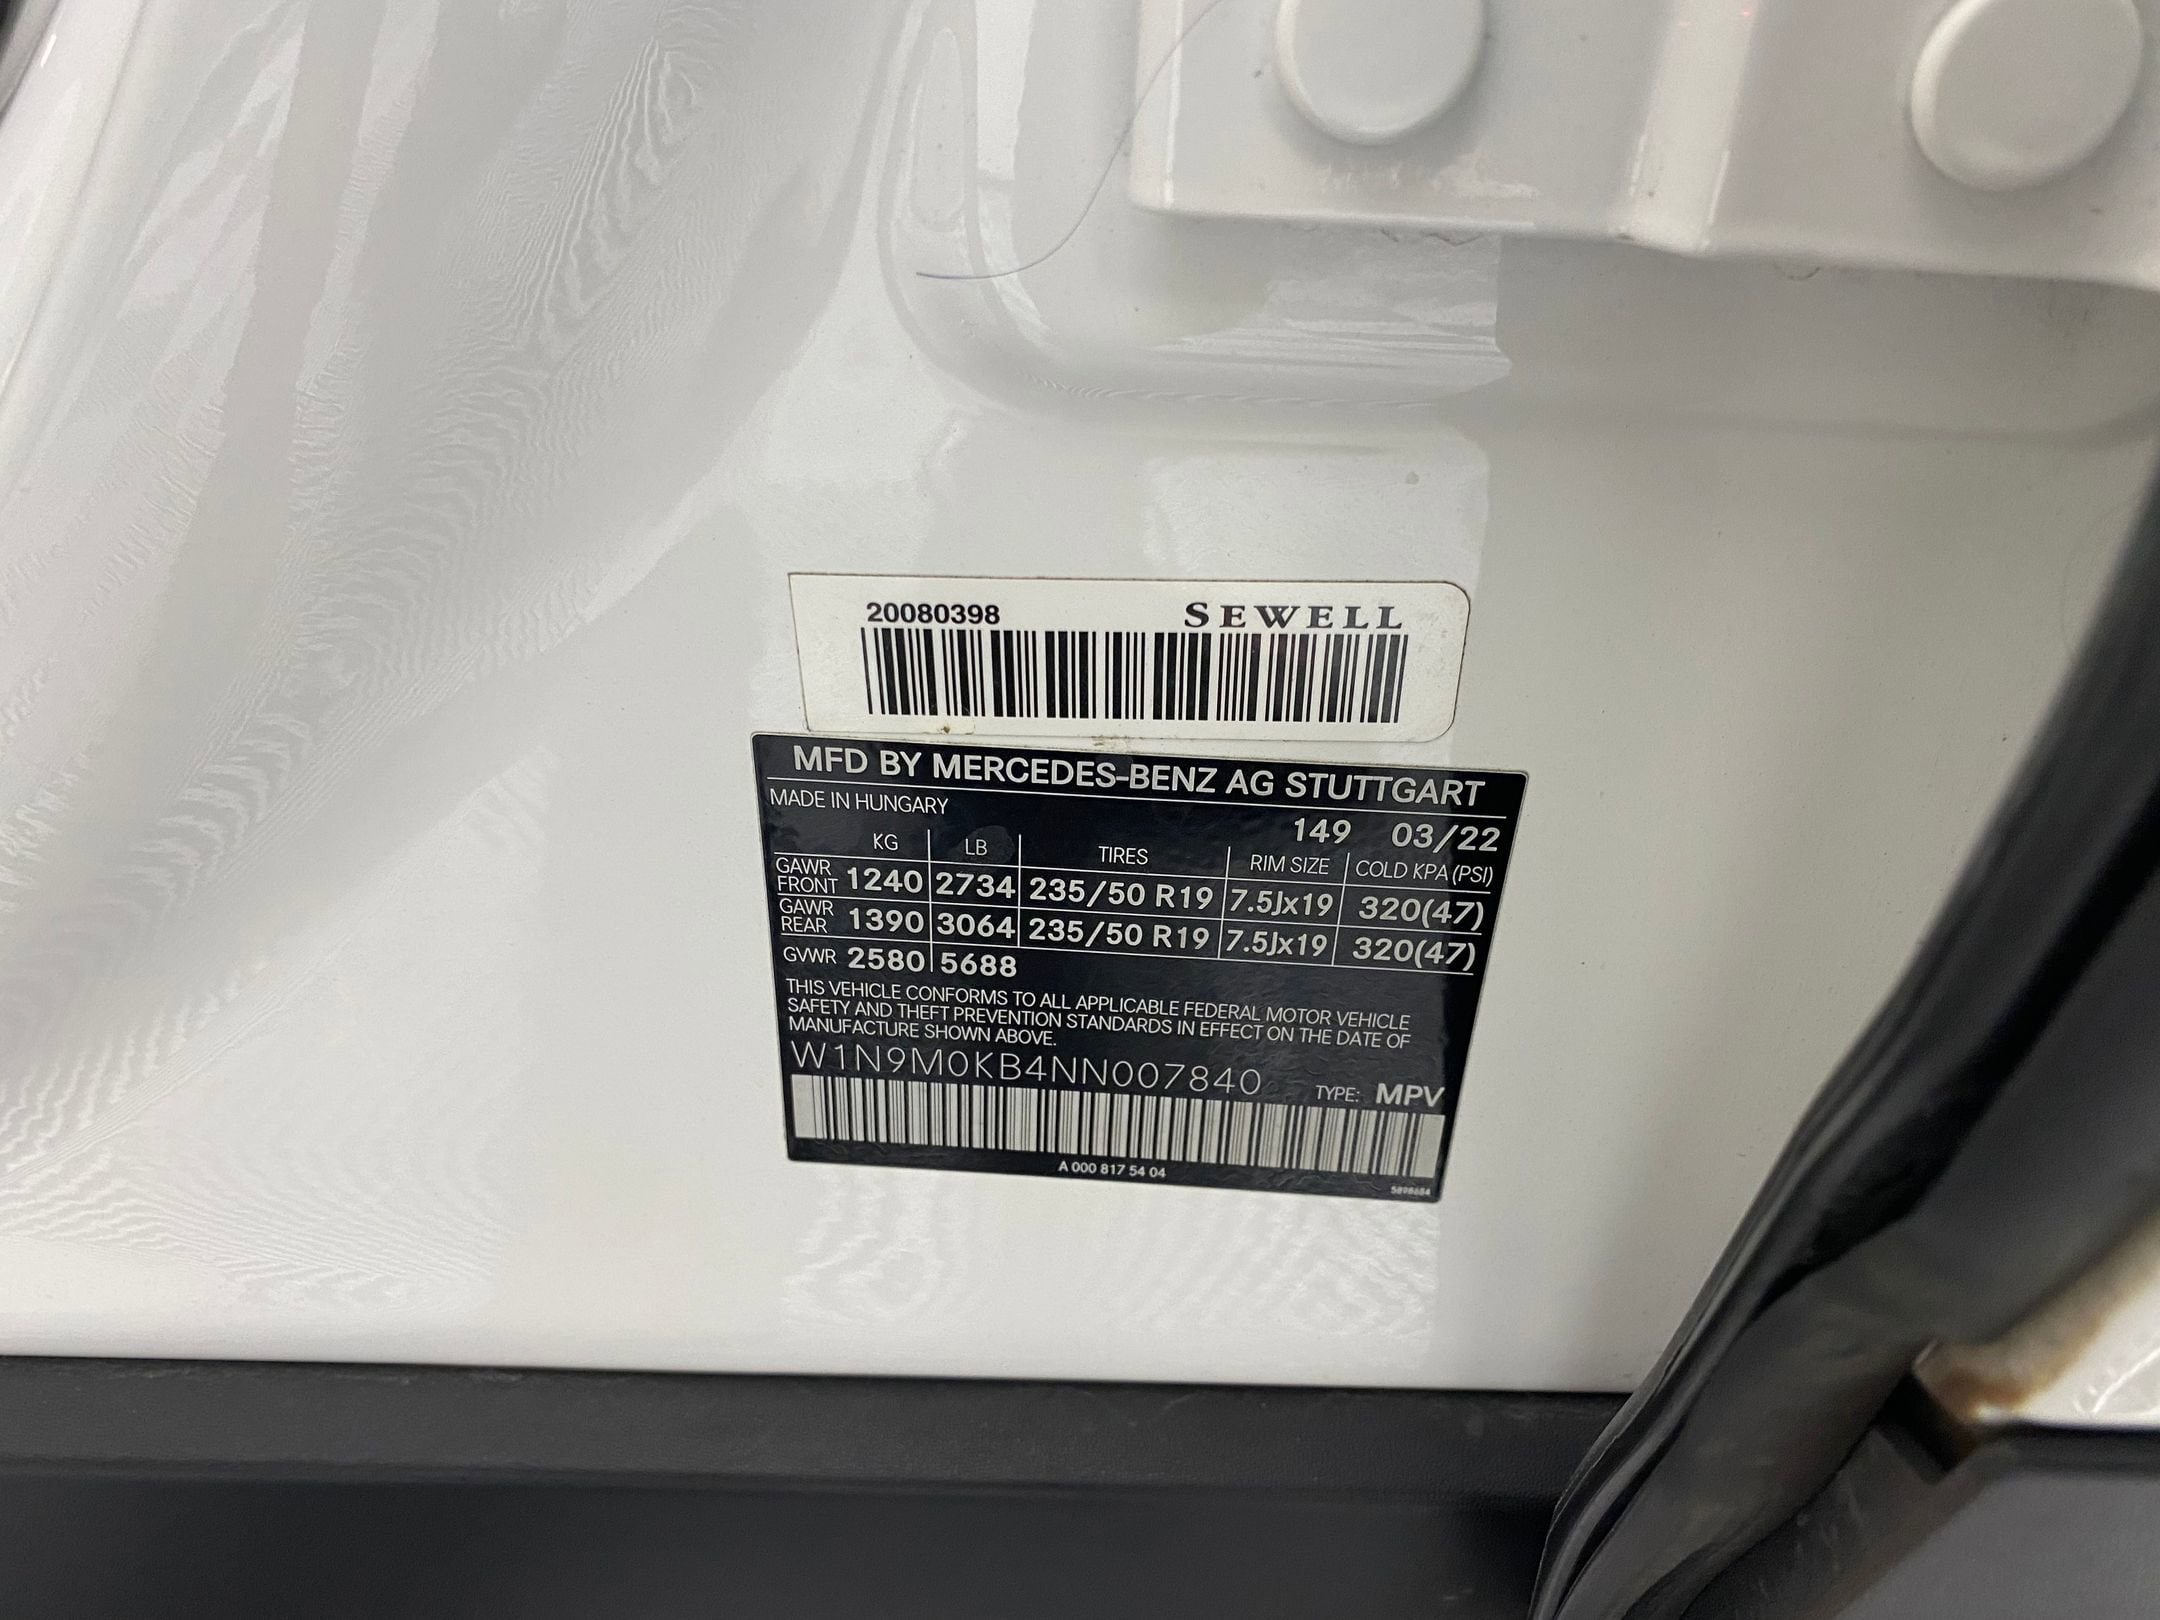 20080398 SEWELL
MFD BY MERCEDES-BENZ AG STUTTGART
MADE IN HUNGARY
149 03/22
KG LB TIRES RIM SIZE COLD KPA (PSI)
GAWR FRONT 1240 2734 235/50 R19 7.5Jx19 320(47)
GAWR REAR 1390 3064 235/50 R19 7.5Jx19 320(47)
GVWR 2580 5688
THIS VEHICLE CONFORMS TO ALL APPLICABLE FEDERAL MOTOR VEHICLE
SAFETY AND THEFT PREVENTION STANDARDS IN EFFECT ON THE DATE OF
MANUFACTURE SHOWN ABOVE.
W1N9M0KB4NN007840 TYPE: MPV
A 000 817 54 04